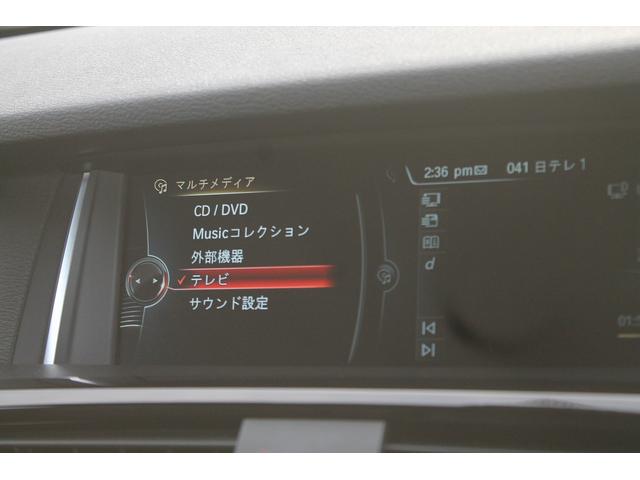 マルチメディア
CD / DVD
Musicコレクション
外部機器
テレビ
サウンド設定
2:36 pm 041 日テレ1
d